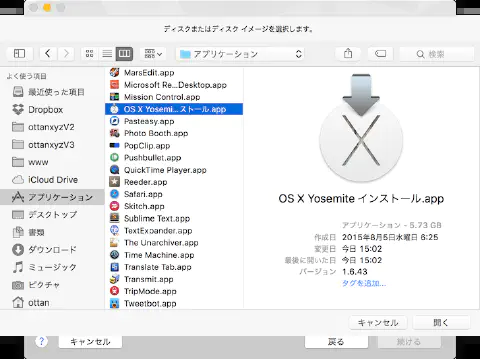 ディスクまたはディスク イメージを選択します。
アプリケーション
検索
よく使う項目
最近使った項目
Dropbox
ottanxyzV2
ottanxyzV3
www
iCloud Drive
アプリケーション
デスクトップ
書類
ダウンロード
ミュージック
ピクチャ
ottan
MarsEdit.app
Microsoft Re...Desktop.app
Mission Control.app
OS X Yosemi...ストール.app
Pasteasy.app
Photo Booth.app
PopClip.app
Pushbullet.app
QuickTime Player.app
Reeder.app
Safari.app
Skitch.app
Sublime Text.app
TextExpander.app
The Unarchiver.app
Time Machine.app
Translate Tab.app
Transmit.app
TripMode.app
Tweetbot.app
OS X Yosemite インストール.app
アプリケーション - 5.73 GB
作成日 2015年8月5日水曜日 6:25
変更日 今日 15:02
最後に開いた日 今日 15:02
バージョン 1.6.43
タグを追加...
キャンセル 開く
? キャンセル 戻る 続ける